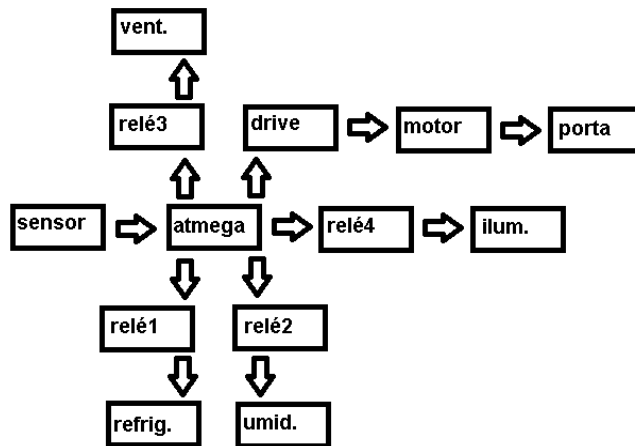 vent.
relé3
drive
motor
porta
sensor
atmega
relé4
ilum.
relé1
relé2
refrig.
umid.